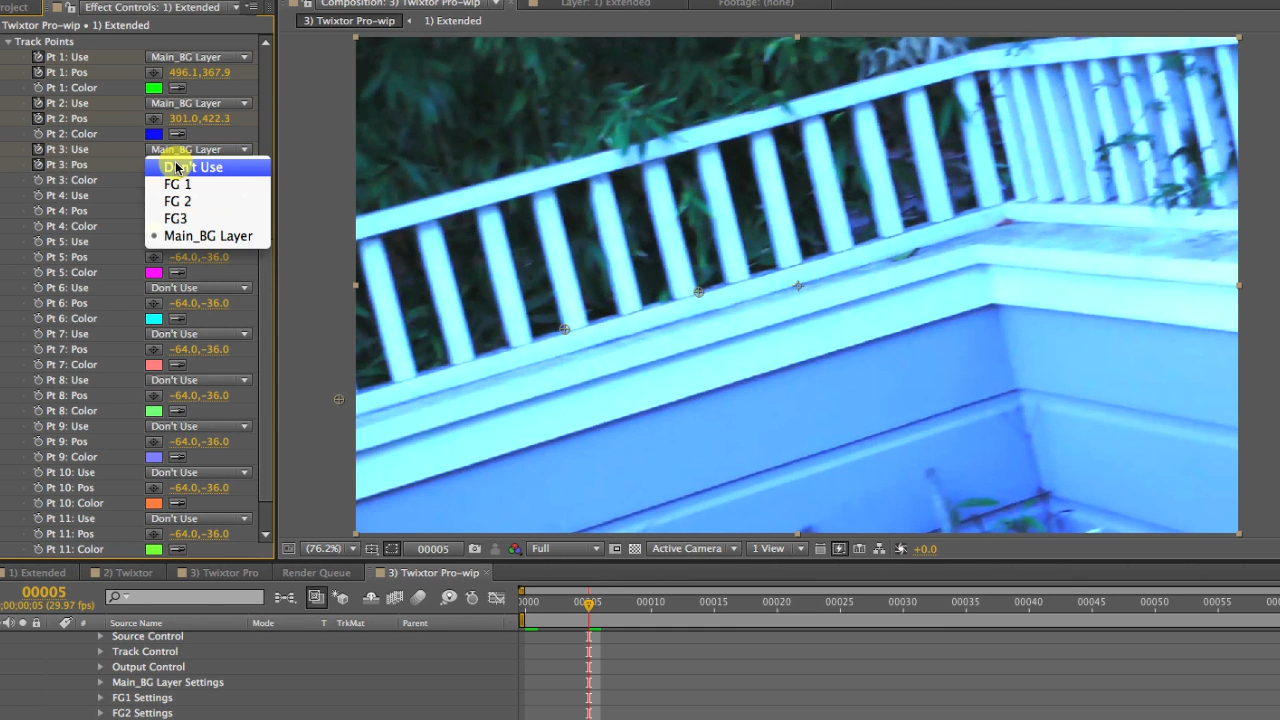 roject
Effect Controls: 1) Extended
Twixtor Pro-wip • 1) Extended
Track Points
Pt 1: Use Main_BG Layer
Pt 1: Pos 496.1,367.9
Pt 1: Color
Pt 2: Use Main_BG Layer
Pt 2: Pos 301.0,422.3
Pt 2: Color
Pt 3: Use Main_BG Layer
Pt 3: Pos
Don't Use
FG 1
FG 2
FG3
Main_BG Layer
Pt 3: Color
Pt 4: Use
Pt 4: Pos
Pt 4: Color
Pt 5: Use
Pt 5: Pos -64.0,-36.0
Pt 5: Color
Pt 6: Use Don't Use
Pt 6: Pos -64.0,-36.0
Pt 6: Color
Pt 7: Use Don't Use
Pt 7: Pos -64.0,-36.0
Pt 7: Color
Pt 8: Use Don't Use
Pt 8: Pos -64.0,-36.0
Pt 8: Color
Pt 9: Use Don't Use
Pt 9: Pos -64.0,-36.0
Pt 9: Color
Pt 10: Use Don't Use
Pt 10: Pos -64.0,-36.0
Pt 10: Color
Pt 11: Use Don't Use
Pt 11: Pos -64.0,-36.0
Pt 11: Color
Composition: 3) Twixtor Pro-wip
Layer: 1) Extended
Footage: (none)
3) Twixtor Pro-wip 1) Extended
(76.2%) 00005 Full Active Camera 1 View +0.0
1) Extended 2) Twixtor 3) Twixtor Pro Render Queue 3) Twixtor Pro-wip
00005
;00;00;05 (29.97 fps)
0000 00005 00010 00015 00020 00025 00030 00035 00040 00045 00050 00055
# Source Name Mode T TrkMat Parent
Source Control
Track Control
Output Control
Main_BG Layer Settings
FG1 Settings
FG2 Settings